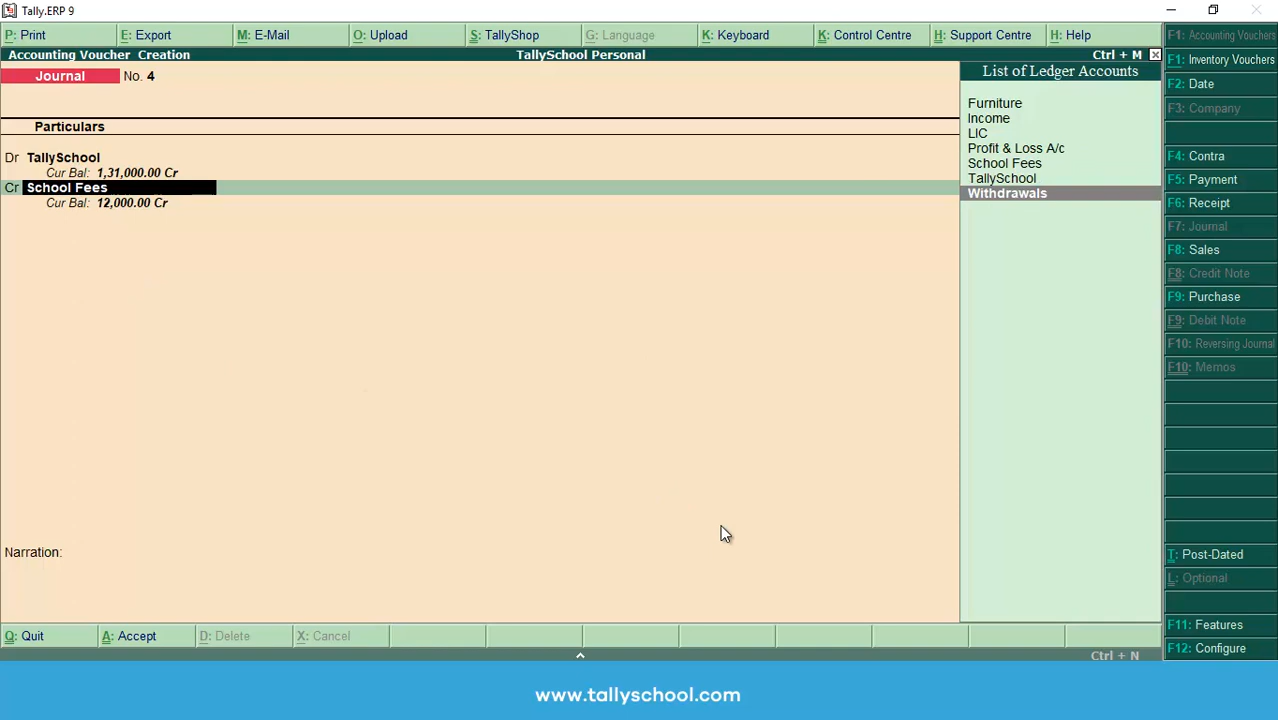 Tally.ERP 9
P: Print E: Export M: E-Mail O: Upload S: TallyShop G: Language K: Keyboard K: Control Centre H: Support Centre H: Help
Accounting Voucher Creation TallySchool Personal Ctrl + M
Journal No. 4
Particulars
Dr TallySchool
Cur Bal: 1,31,000.00 Cr
Cr School Fees
Cur Bal: 12,000.00 Cr
Narration:
List of Ledger Accounts
Furniture
Income
LIC
Profit & Loss A/c
School Fees
TallySchool
Withdrawals
F1: Accounting Vouchers
F1: Inventory Vouchers
F2: Date
F3: Company
F4: Contra
F5: Payment
F6: Receipt
F7: Journal
F8: Sales
F8: Credit Note
F9: Purchase
F9: Debit Note
F10: Reversing Journal
F10: Memos
T: Post-Dated
L: Optional
F11: Features
F12: Configure
Q: Quit A: Accept D: Delete X: Cancel
Ctrl + N
www.tallyschool.com